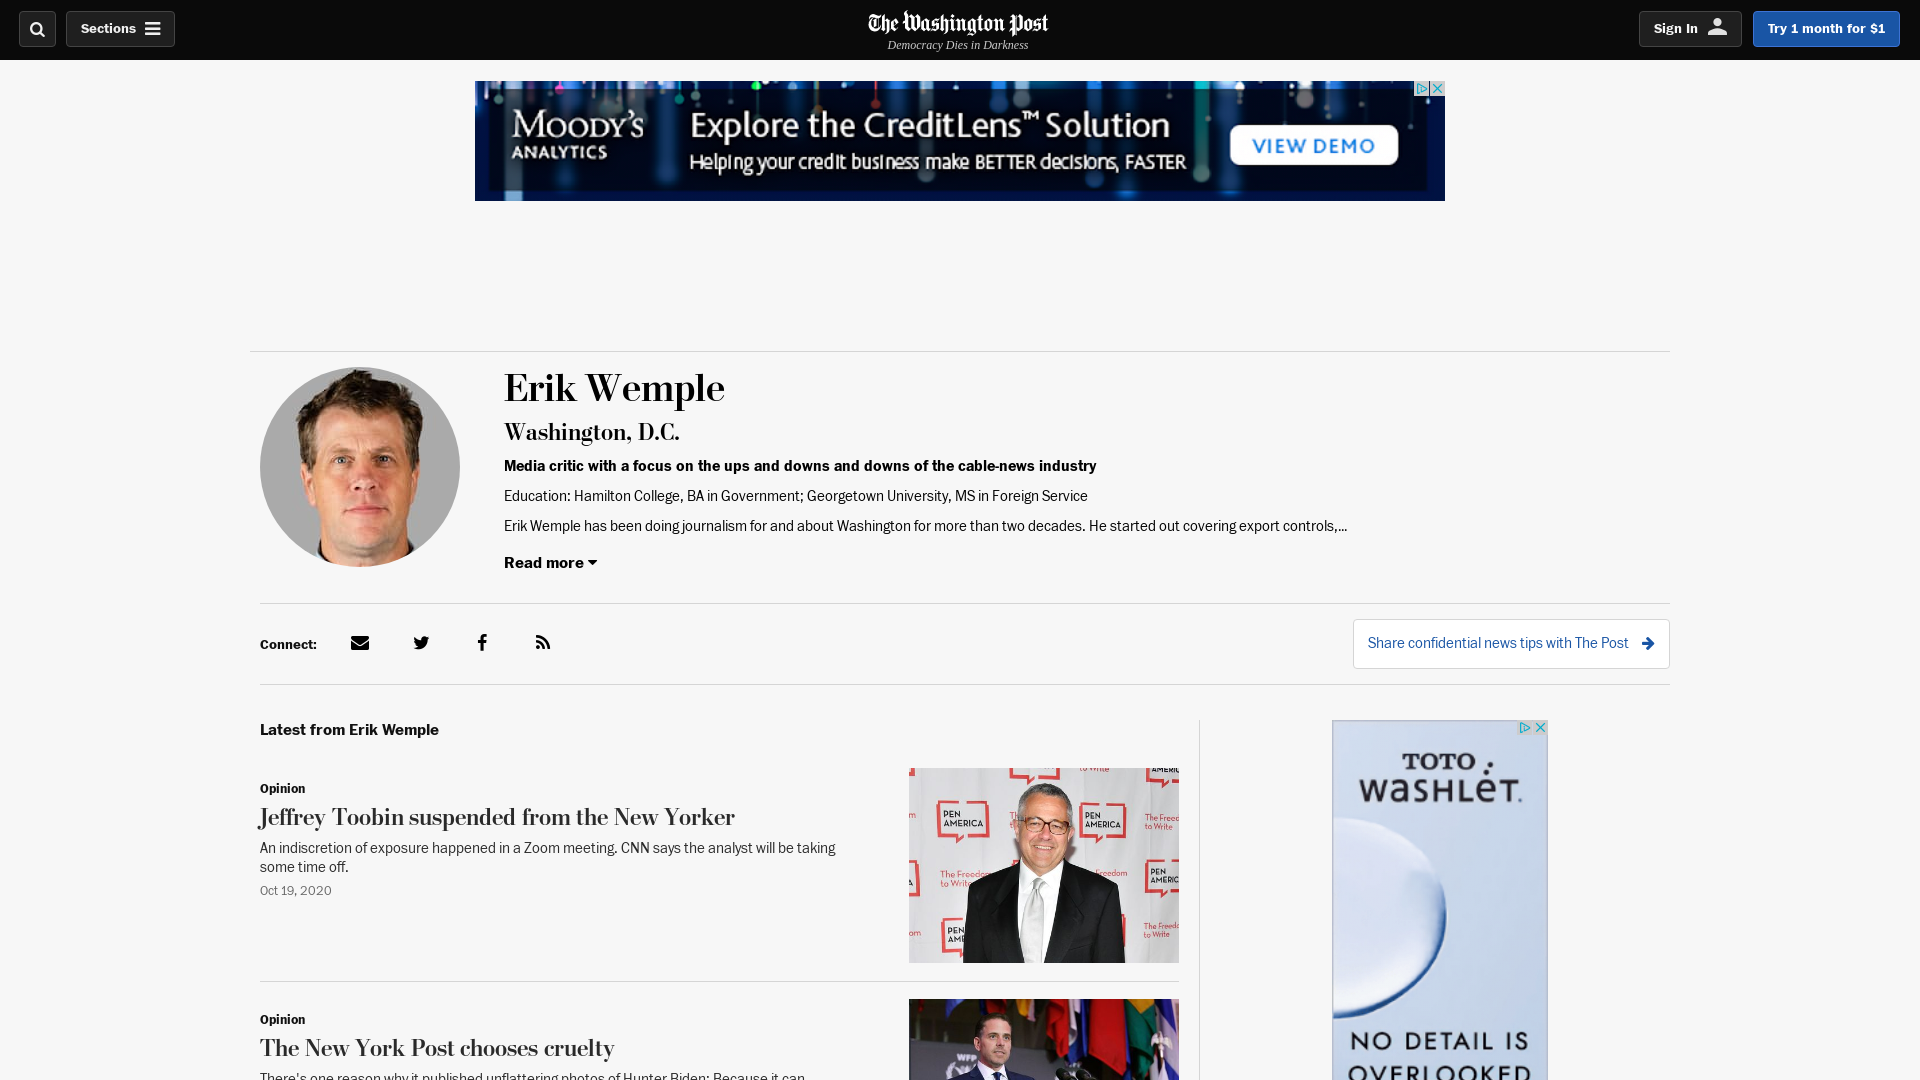 Sections
The Washington Post
Democracy Dies in Darkness
Sign In
Try 1 month for $1
MOODY'S
ANALYTICS
Explore the CreditLens™ Solution
Helping your credit business make BETTER decisions, FASTER
VIEW DEMO
Erik Wemple
Washington, D.C.
Media critic with a focus on the ups and downs and downs of the cable-news industry
Education: Hamilton College, BA in Government; Georgetown University, MS in Foreign Service
Erik Wemple has been doing journalism for and about Washington for more than two decades. He started out covering export controls,...
Read more
Connect:
Share confidential news tips with The Post
Latest from Erik Wemple
Opinion
Jeffrey Toobin suspended from the New Yorker
An indiscretion of exposure happened in a Zoom meeting. CNN says the analyst will be taking
some time off.
Oct 19, 2020
PEN
AMERICA
PEN
AMERICA
The Freedom
to Write
Opinion
The New York Post chooses cruelty
There's one reason why it published unflattering photos of Hunter Biden: Because it can
WFP
TOTO
WASHLET.
NO DETAIL IS
OVERLOOKED